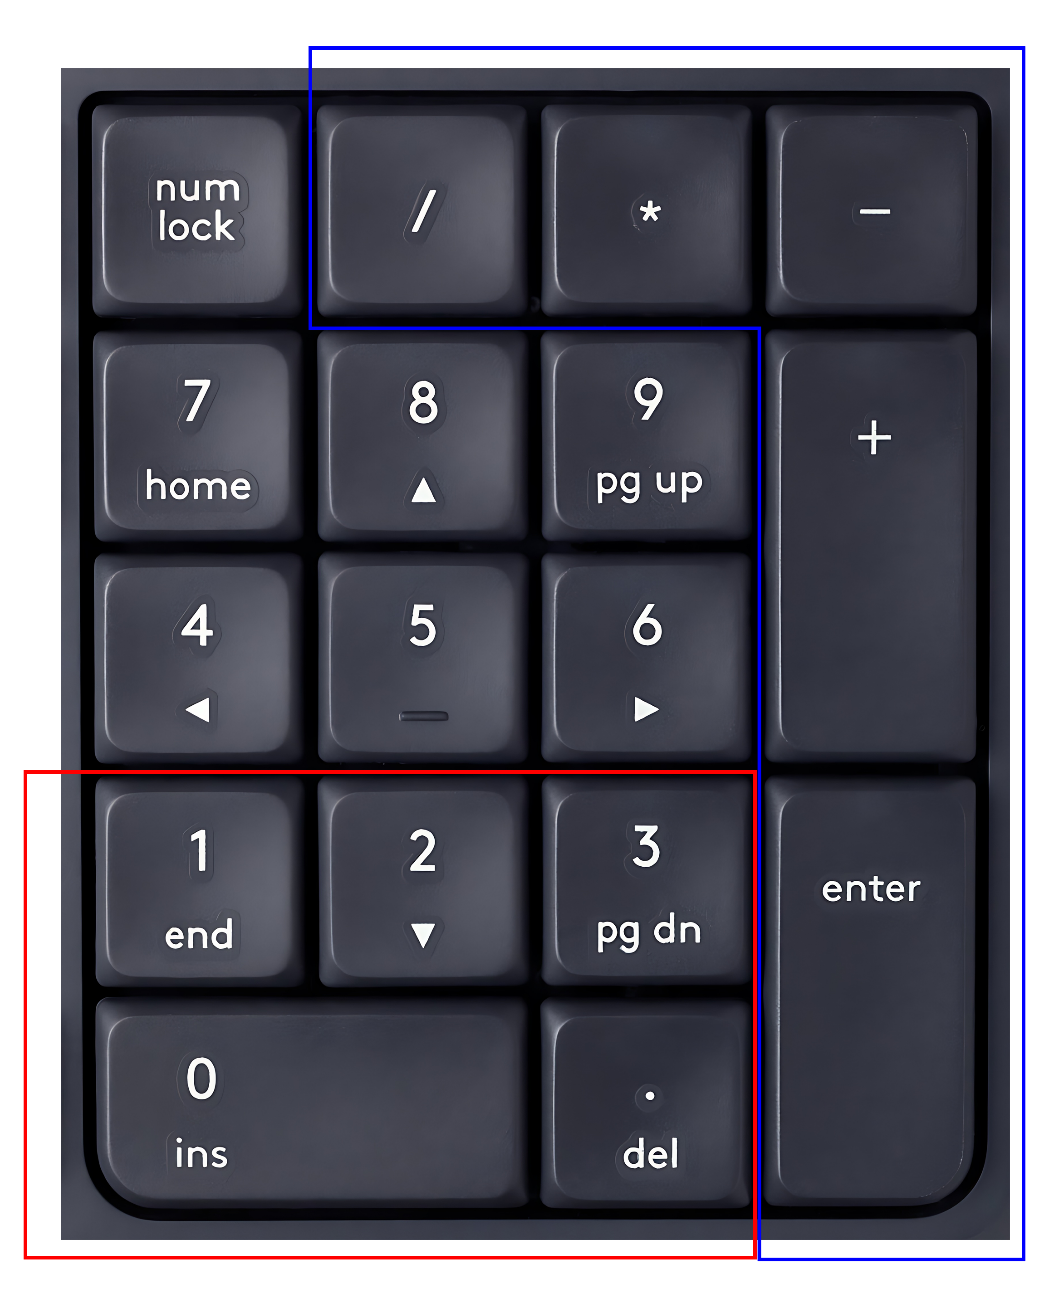 num
lock
/
*
−
7
home
8
▲
9
pg up
+
4
◀
5
6
▶
1
end
2
▼
3
pg dn
enter
0
ins
.
del